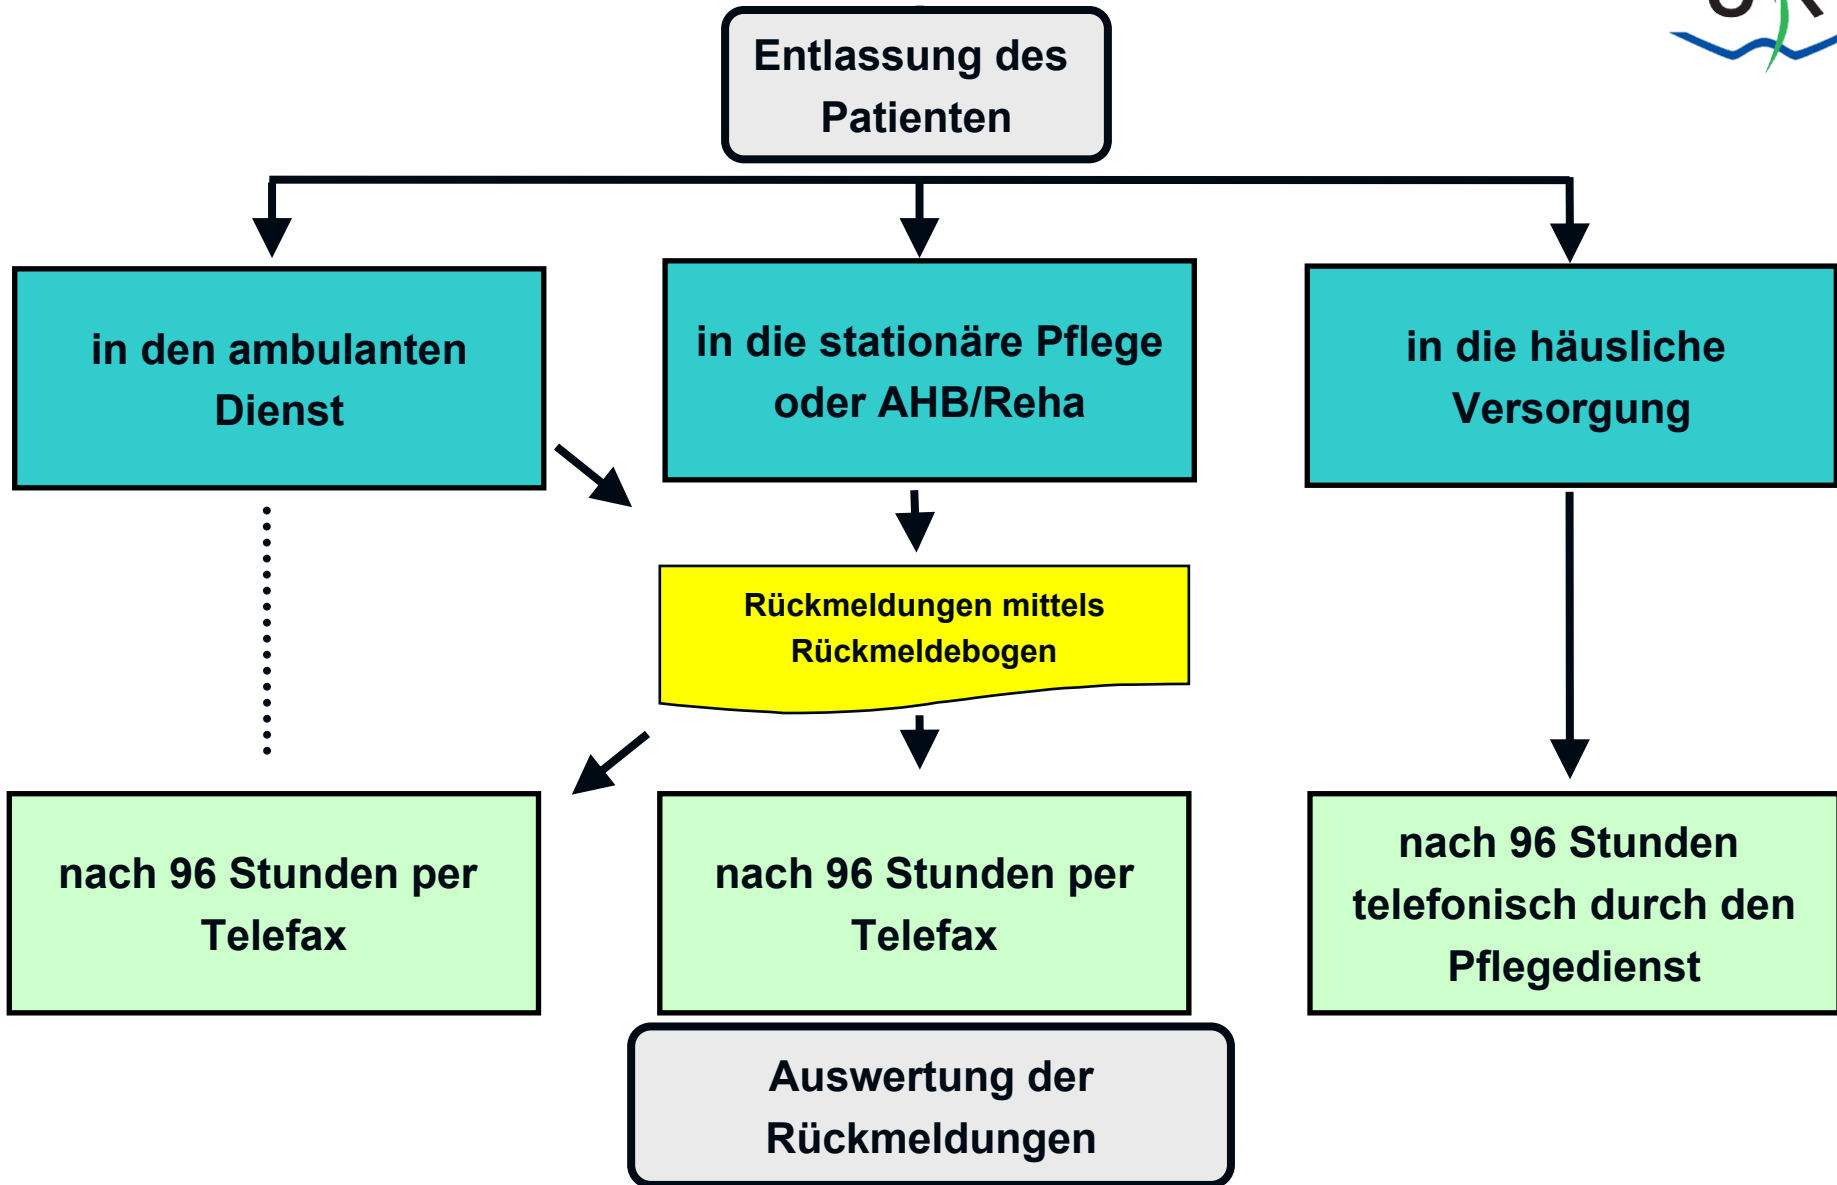 Entlassung des
Patienten
in den ambulanten
Dienst
in die stationäre Pflege
oder AHB/Reha
in die häusliche
Versorgung
Rückmeldungen mittels
Rückmeldebogen
nach 96 Stunden per
Telefax
nach 96 Stunden per
Telefax
nach 96 Stunden
telefonisch durch den
Pflegedienst
Auswertung der
Rückmeldungen